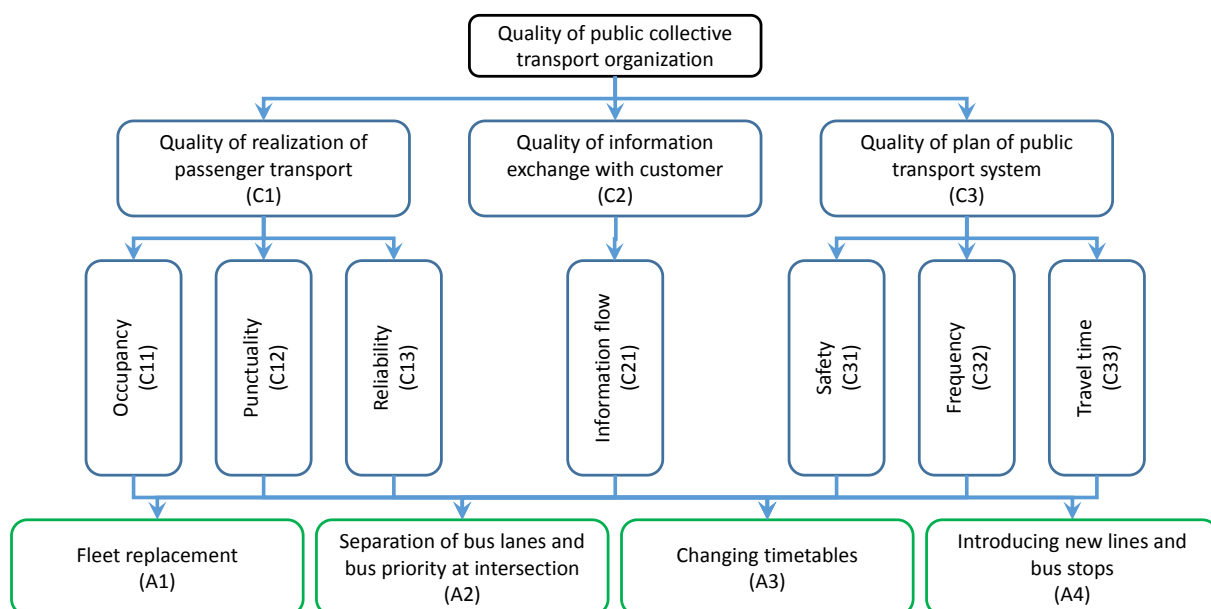 Quality of public collective
transport organization
Quality of realization of
passenger transport
(C1)
Quality of information
exchange with customer
(C2)
Quality of plan of public
transport system
(C3)
Occupancy
(C11)
Punctuality
(C12)
Reliability
(C13)
Information flow
(C21)
Safety
(C31)
Frequency
(C32)
Travel time
(C33)
Fleet replacement
(A1)
Separation of bus lanes and
bus priority at intersection
(A2)
Changing timetables
(A3)
Introducing new lines and
bus stops
(A4)